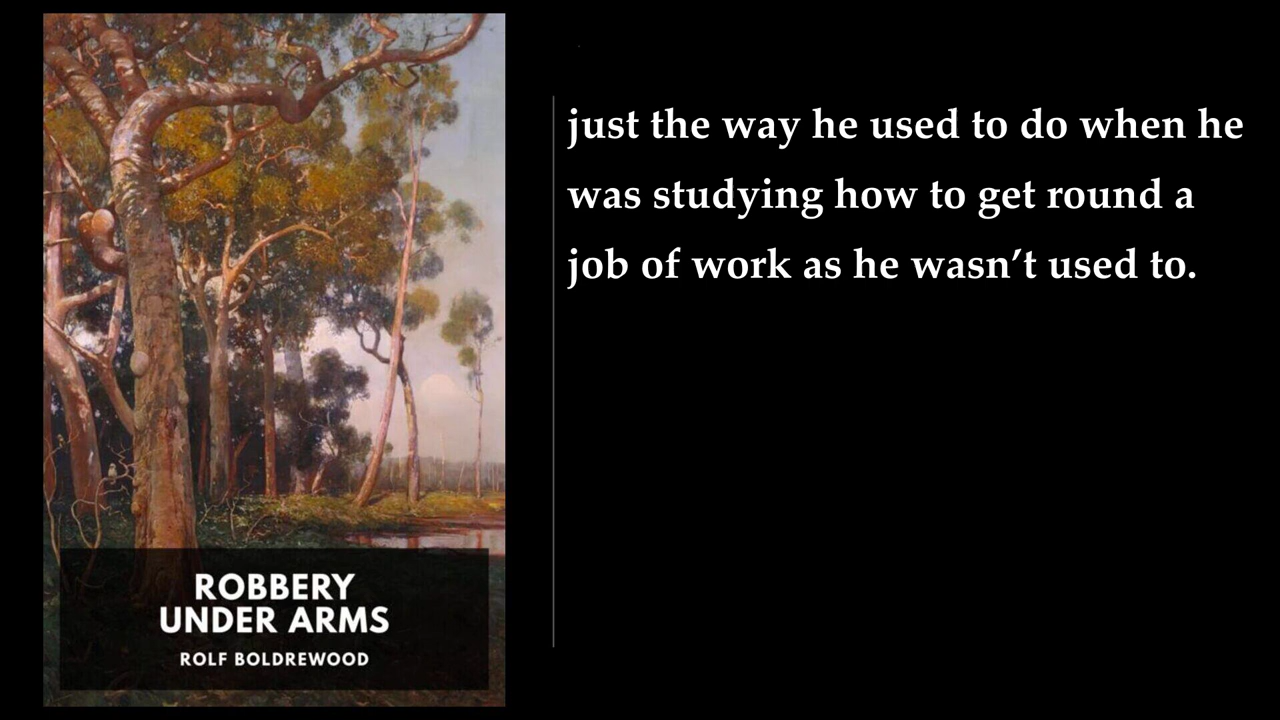 just the way he used to do when he
was studying how to get round a
job of work as he wasn’t used to.
ROBBERY
UNDER ARMS
ROLF BOLDREWOOD